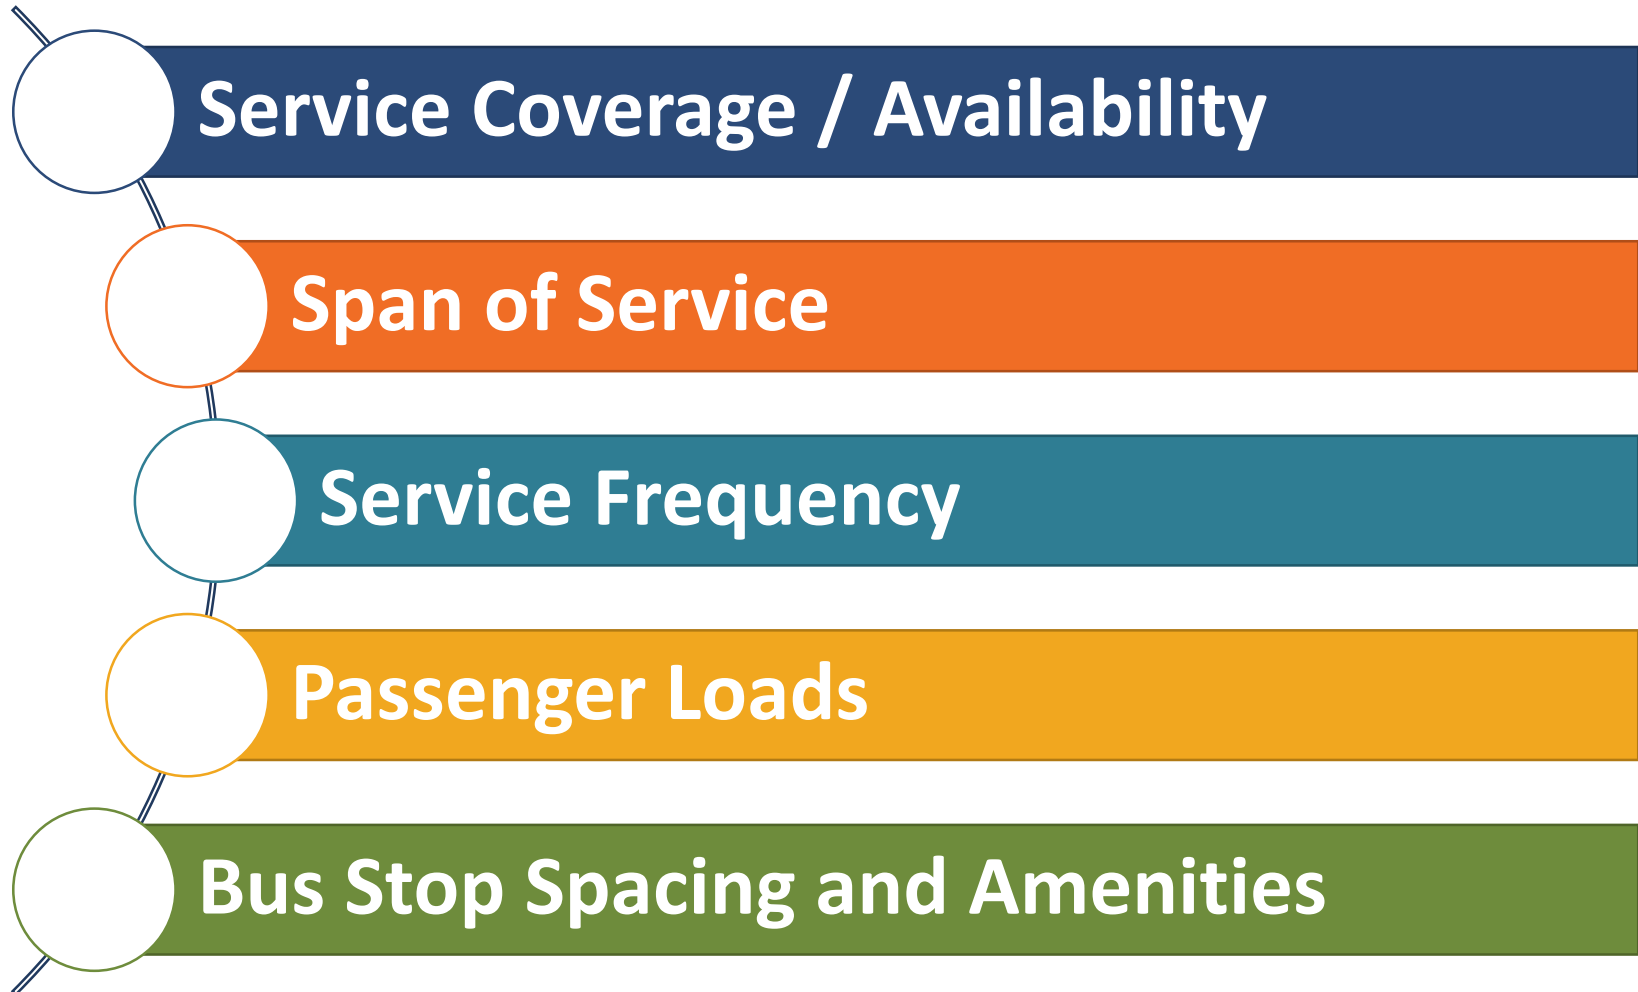 Service Coverage / Availability
Span of Service
Service Frequency
Passenger Loads
Bus Stop Spacing and Amenities